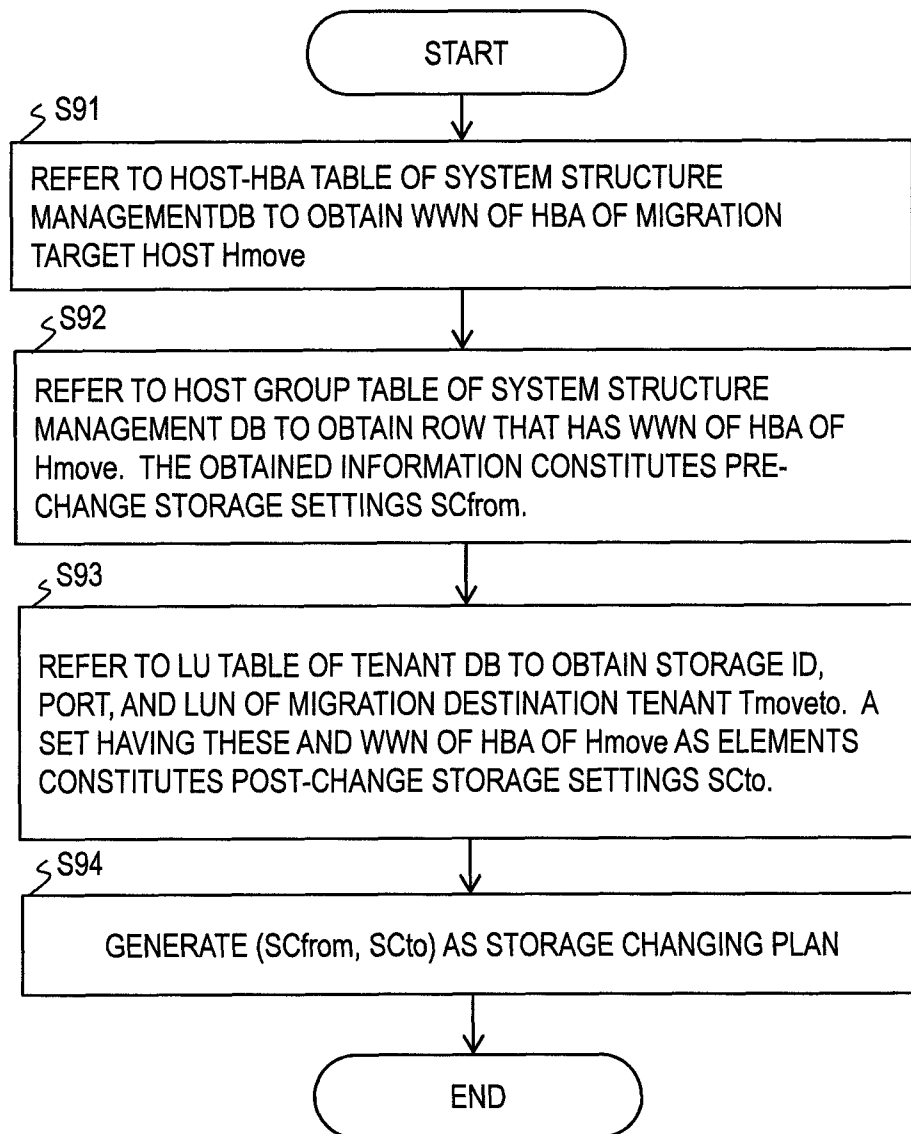 START
S91
REFER TO HOST-HBA TABLE OF SYSTEM STRUCTURE
MANAGEMENTDB TO OBTAIN WWN OF HBA OF MIGRATION
TARGET HOST Hmove
S92
REFER TO HOST GROUP TABLE OF SYSTEM STRUCTURE
MANAGEMENT DB TO OBTAIN ROW THAT HAS WWN OF HBA OF
Hmove. THE OBTAINED INFORMATION CONSTITUTES PRE-
CHANGE STORAGE SETTINGS SCfrom.
S93
REFER TO LU TABLE OF TENANT DB TO OBTAIN STORAGE ID,
PORT, AND LUN OF MIGRATION DESTINATION TENANT Tmoveto. A
SET HAVING THESE AND WWN OF HBA OF Hmove AS ELEMENTS
CONSTITUTES POST-CHANGE STORAGE SETTINGS SCto.
S94
GENERATE (SCfrom, SCto) AS STORAGE CHANGING PLAN
END